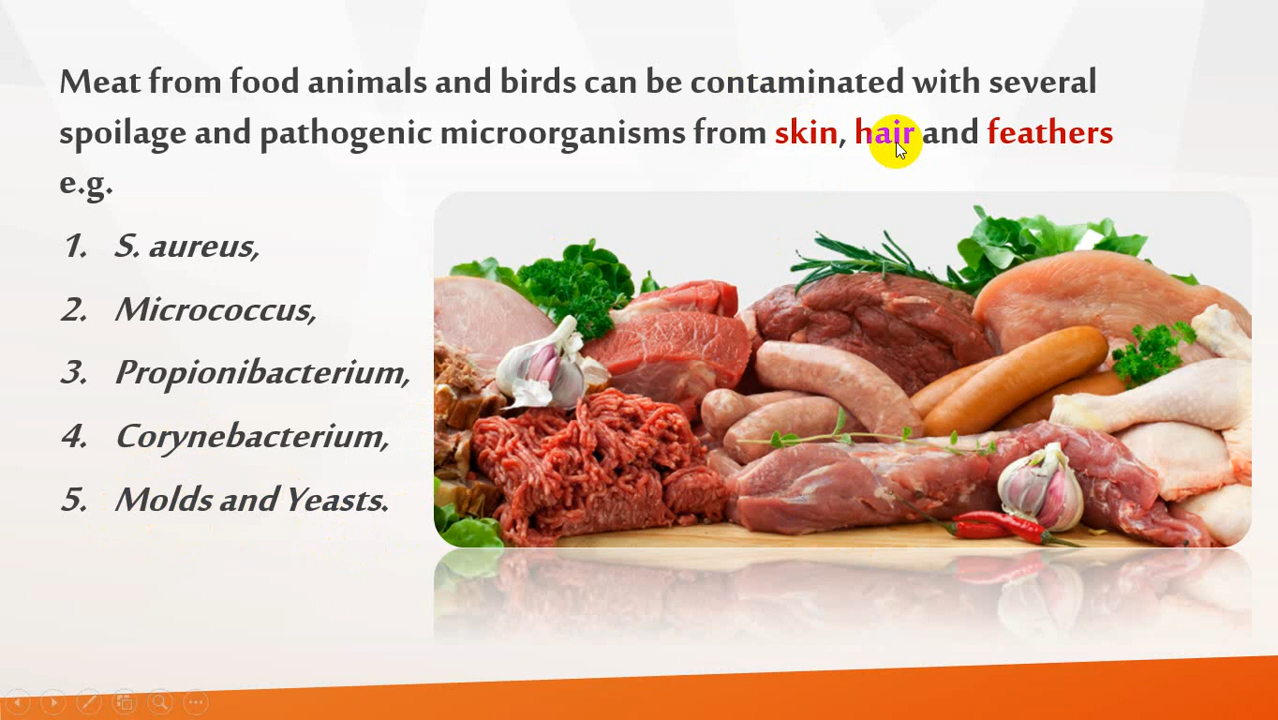 Meat from food animals and birds can be contaminated with several
spoilage and pathogenic microorganisms from skin, hair and feathers
e.g.
1. S. aureus,
2. Micrococcus,
3. Propionibacterium,
4. Corynebacterium,
5. Molds and Yeasts.